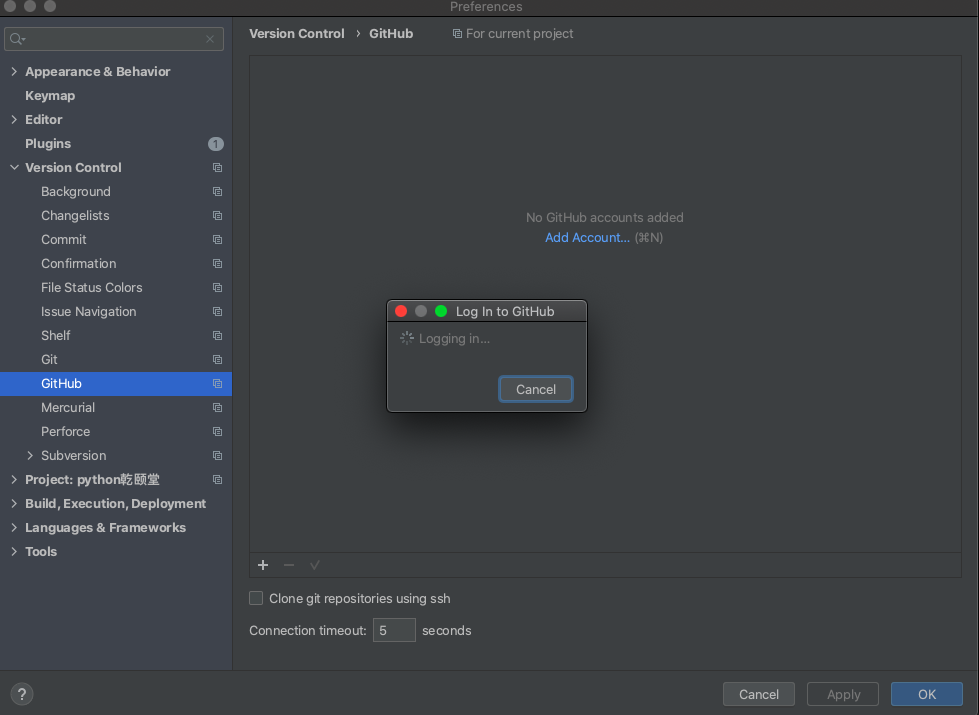 Preferences
Version Control › GitHub For current project
Appearance & Behavior
Keymap
Editor
Plugins 1
Version Control
Background
Changelists
Commit
Confirmation
File Status Colors
Issue Navigation
Shelf
Git
GitHub
Mercurial
Perforce
Subversion
Project: python乾颐堂
Build, Execution, Deployment
Languages & Frameworks
Tools
No GitHub accounts added
Add Account... (⌘N)
Log In to GitHub
Logging in...
Cancel
Clone git repositories using ssh
Connection timeout: 5 seconds
? Cancel Apply OK